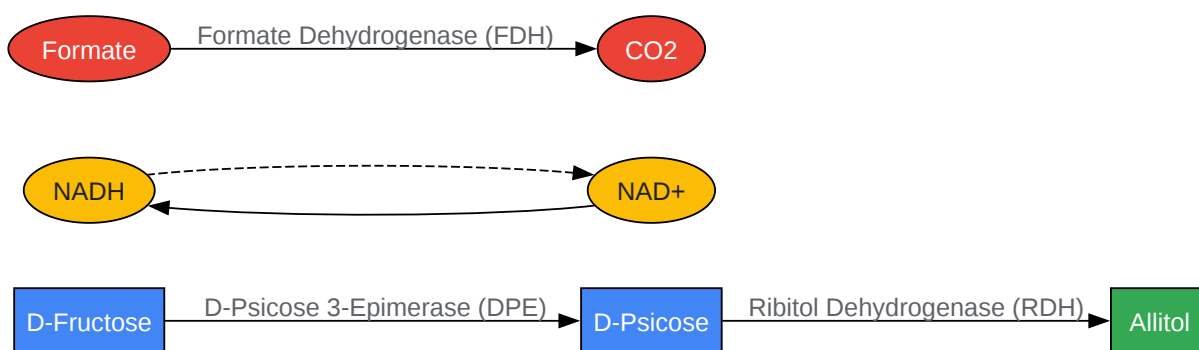 Formate
Formate Dehydrogenase (FDH)
CO2
NADH
NAD+
D-Fructose
D-Psicose 3-Epimerase (DPE)
D-Psicose
Ribitol Dehydrogenase (RDH)
Allitol